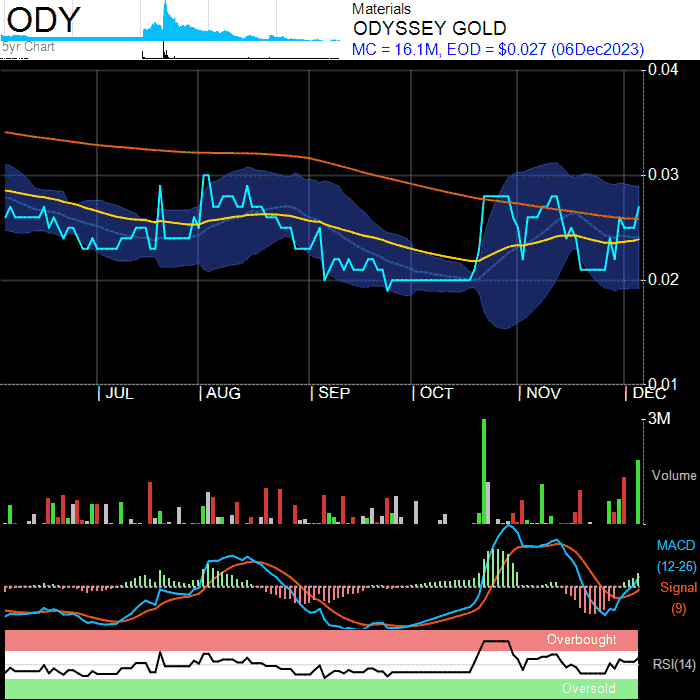 ODY
5yr Chart
Materials
ODYSSEY GOLD
MC = 16.1M, EOD = $0.027 (06Dec2023)
0.04
0.03
0.02
0.01
JUL
AUG
SEP
OCT
NOV
DEC
3M
Volume
MACD
(12-26)
Signal
(9)
Overbought
RSI(14)
Oversold